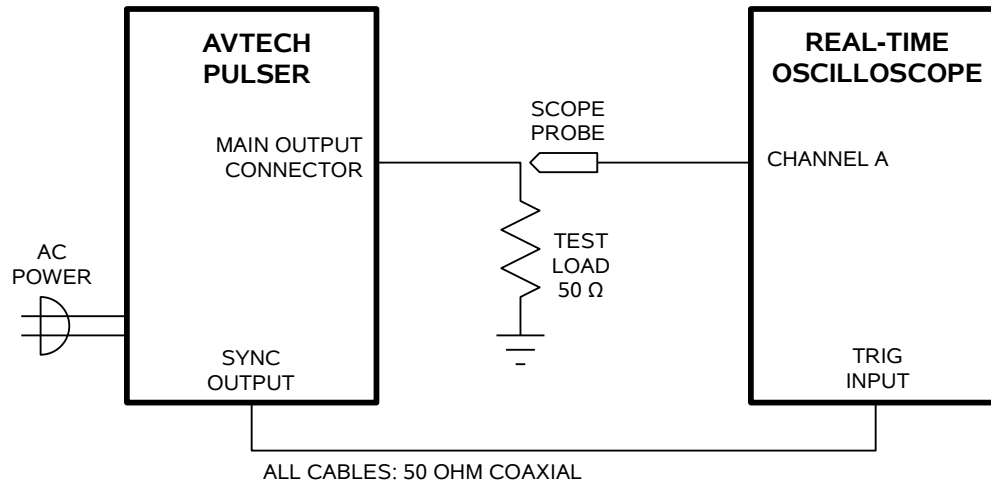 AVTECH
PULSER
REAL-TIME
OSCILLOSCOPE
SCOPE
PROBE
MAIN OUTPUT
CONNECTOR
CHANNEL A
AC
POWER
TEST
LOAD
50 Ω
SYNC
OUTPUT
TRIG
INPUT
ALL CABLES: 50 OHM COAXIAL